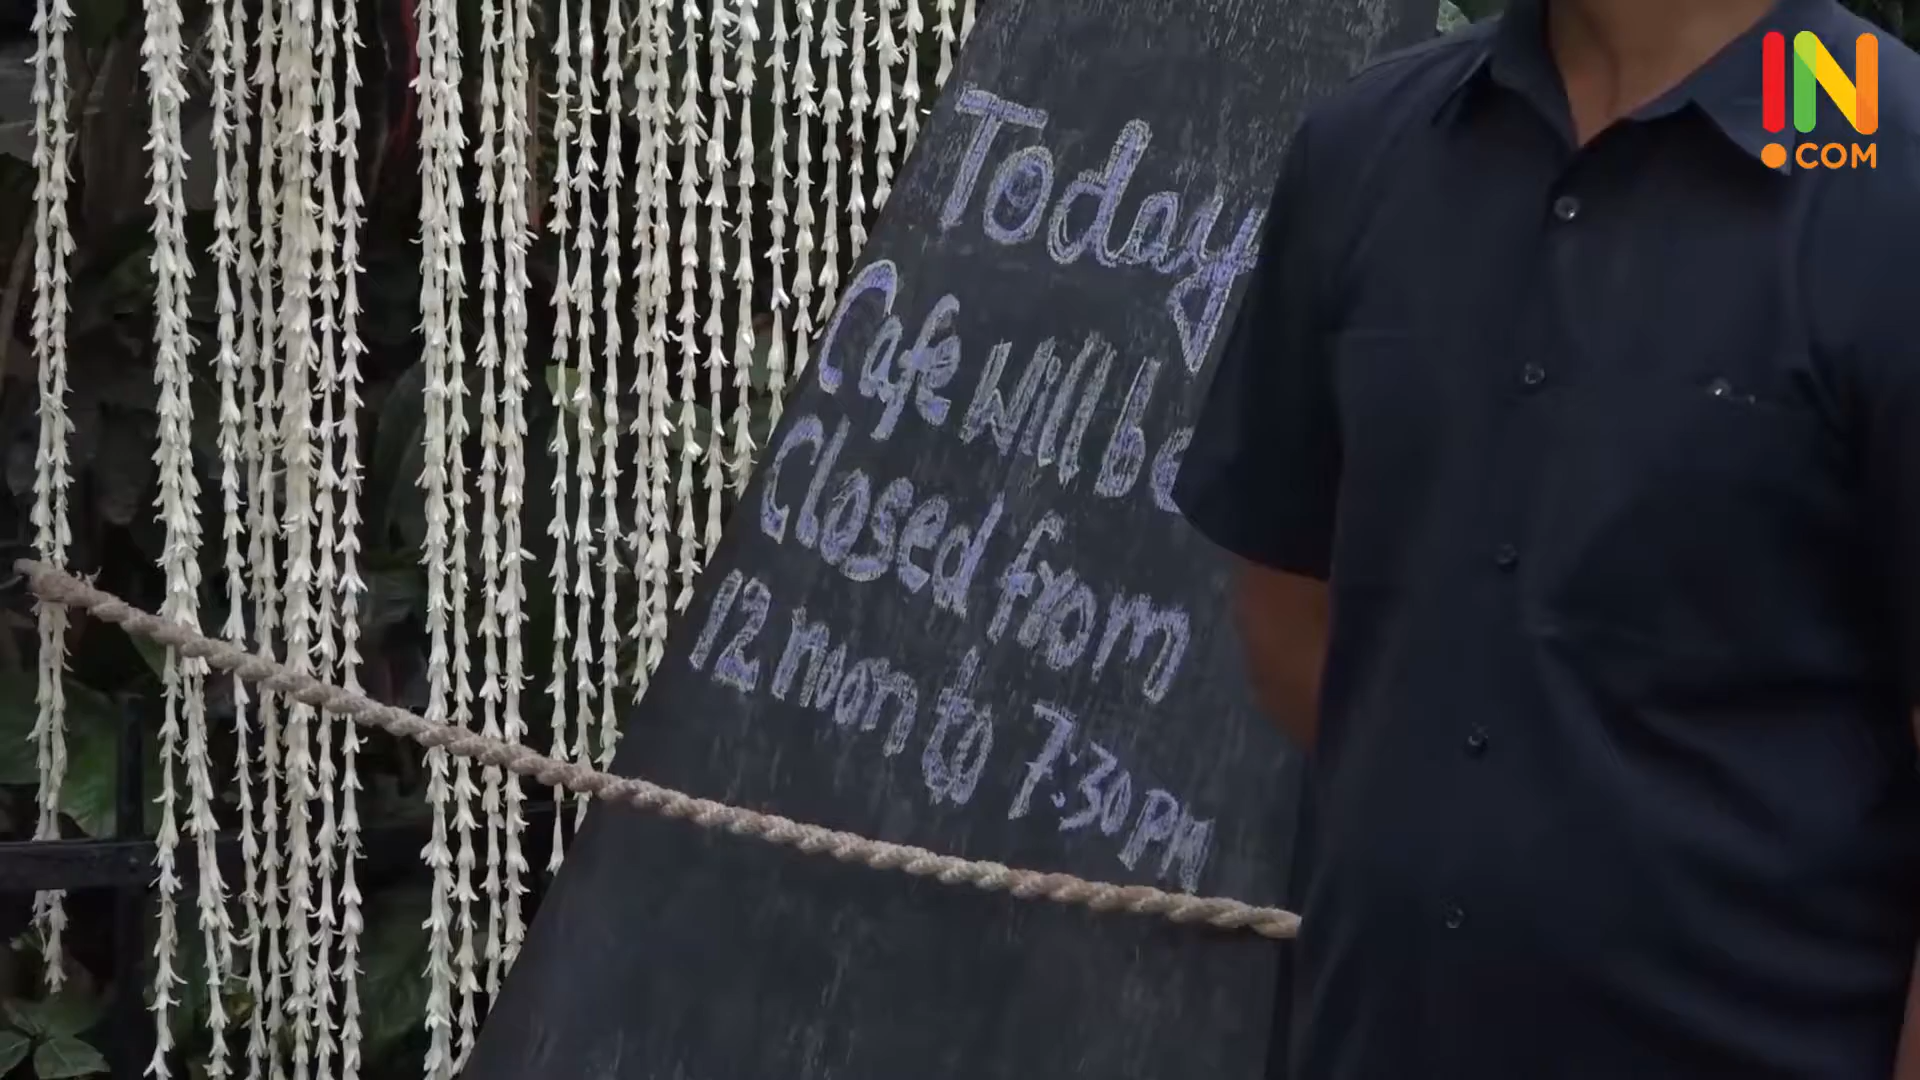 Today
Cafe will be
Closed from
12 noon to 7:30 PM
IN
.COM